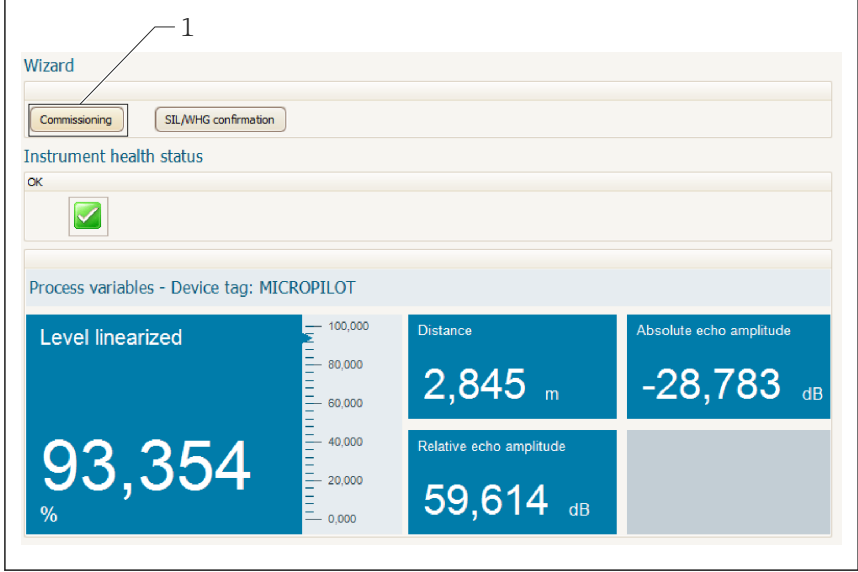 1
Wizard
Commissioning SIL/WHG confirmation
Instrument health status
OK
Process variables - Device tag: MICROPILOT
Level linearized
93,354
%
100,000
80,000
60,000
40,000
20,000
0,000
Distance
2,845 m
Absolute echo amplitude
-28,783 dB
Relative echo amplitude
59,614 dB